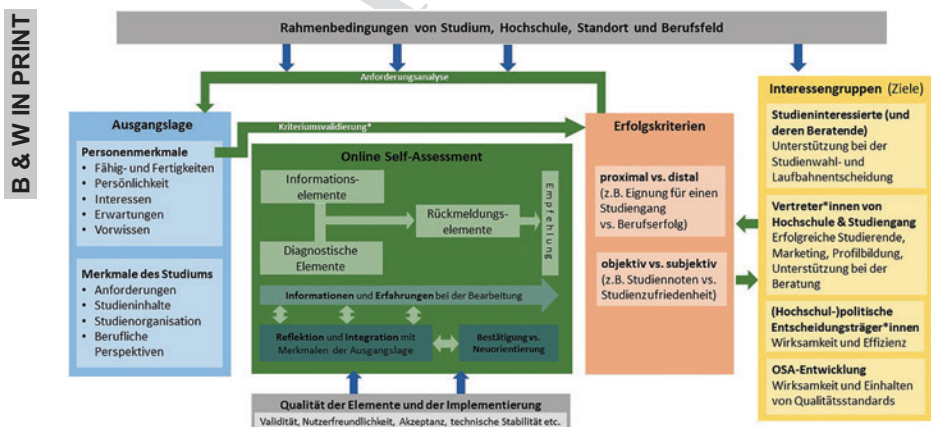 B & W IN PRINT
Rahmenbedingungen von Studium, Hochschule, Standort und Berufsfeld
Anforderungsanalyse
Kriteriumsvalidierung*
Ausgangslage
Personenmerkmale
• Fähig- und Fertigkeiten
• Persönlichkeit
• Interessen
• Erwartungen
• Vorwissen
Merkmale des Studiums
• Anforderungen
• Studieninhalte
• Studienorganisation
• Berufliche
Perspektiven
Online Self-Assessment
Informations-
elemente
Diagnostische
Elemente
Rückmeldungs-
elemente
Empfehlung
Informationen und Erfahrungen bei der Bearbeitung
Reflektion und Integration mit
Merkmalen der Ausgangslage
Bestätigung vs.
Neuorientierung
Qualität der Elemente und der Implementierung
Validität, Nutzerfreundlichkeit, Akzeptanz, technische Stabilität etc.
Erfolgskriterien
proximal vs. distal
(z.B. Eignung für einen
Studiengang
vs. Berufserfolg)
objektiv vs. subjektiv
(z.B. Studiennoten vs.
Studienzufriedenheit)
Interessengruppen (Ziele)
Studieninteressierte (und
deren Beratende)
Unterstützung bei der
Studienwahl- und
Laufbahnentscheidung
Vertreter*innen von
Hochschule & Studiengang
Erfolgreiche Studierende,
Marketing, Profilbildung,
Unterstützung bei der
Beratung
(Hochschul-)politische
Entscheidungsträger*innen
Wirksamkeit und Effizienz
OSA-Entwicklung
Wirksamkeit und Einhalten
von Qualitätsstandards